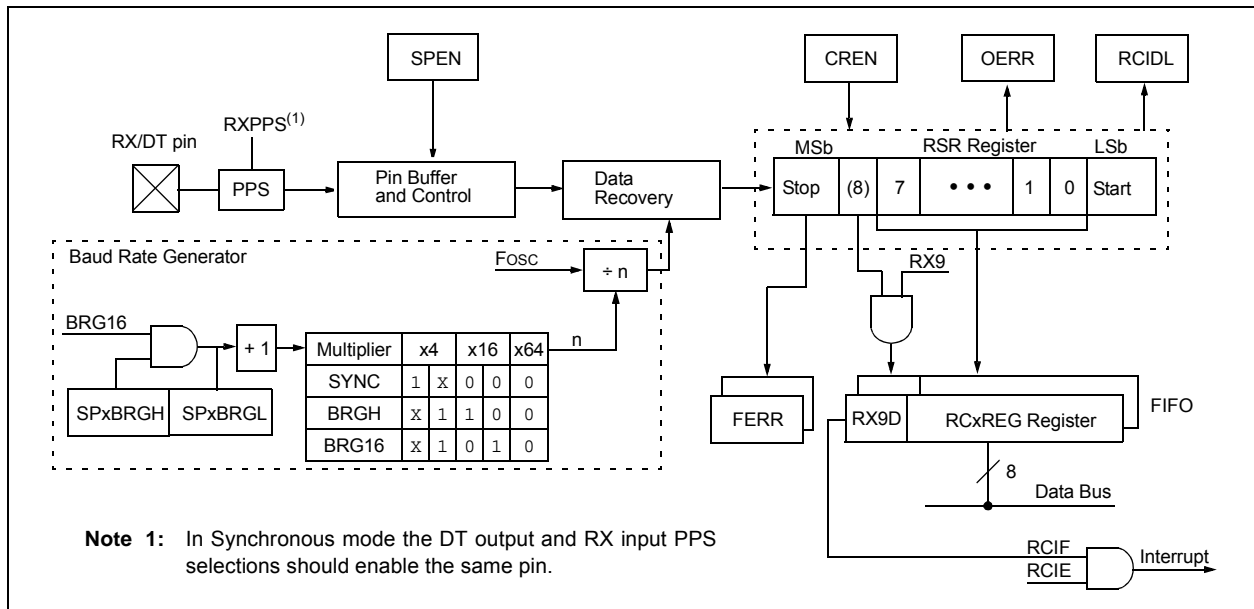 SPEN
CREN
OERR
RCIDL
RXPPS(1)
RX/DT pin
PPS
Pin Buffer
and Control
Data
Recovery
MSb
RSR Register
LSb
Stop (8) 7 • • • 1 0 Start
Baud Rate Generator
FOSC
÷ n
RX9
BRG16
+ 1
n
Multiplier x4 x16 x64
SYNC 1 X 0 0 0
BRGH X 1 1 0 0
BRG16 X 1 0 1 0
SPxBRGH SPxBRGL
FERR
RX9D
RCxREG Register
FIFO
8
Data Bus
Note 1: In Synchronous mode the DT output and RX input PPS
selections should enable the same pin.
RCIF
RCIE
Interrupt